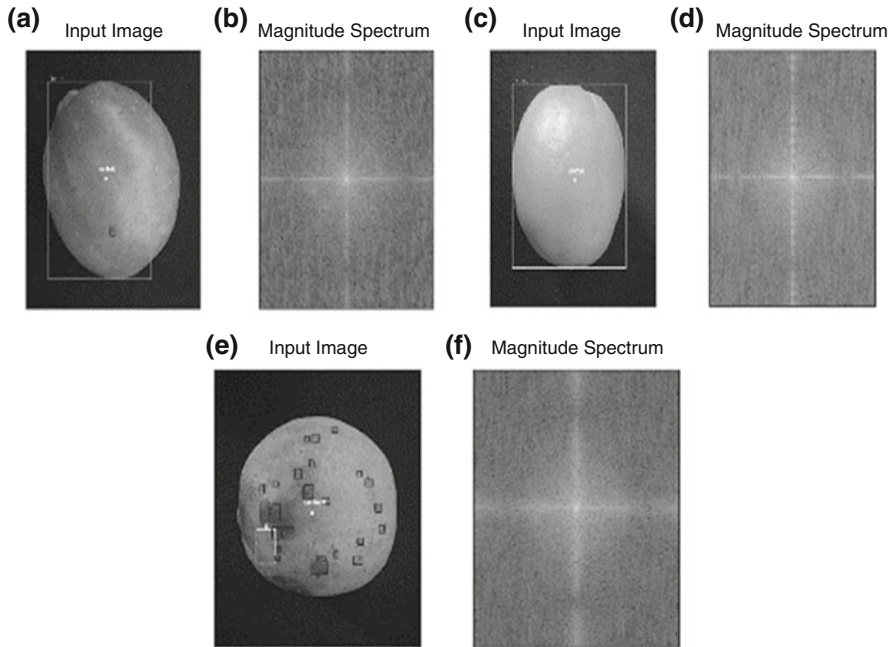 (a) Input Image
(b) Magnitude Spectrum
(c) Input Image
(d) Magnitude Spectrum
(e) Input Image
(f) Magnitude Spectrum